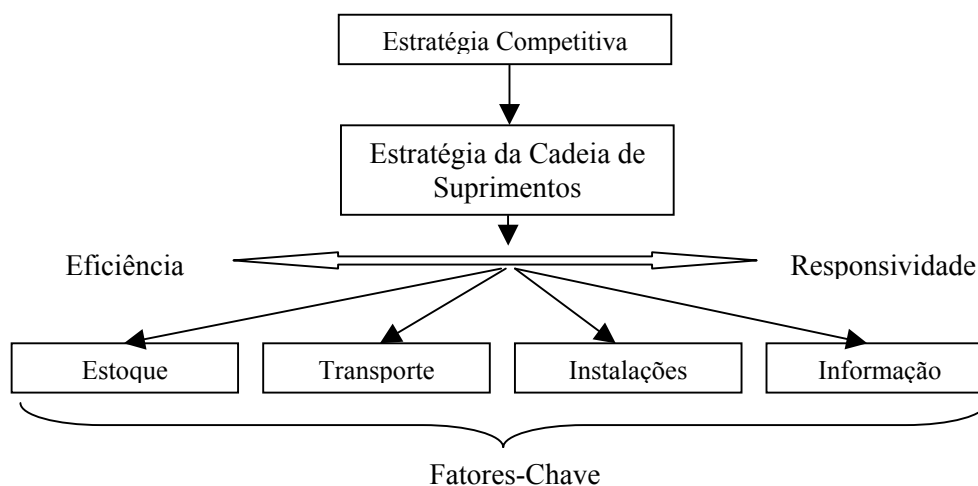 Estratégia Competitiva
Estratégia da Cadeia de
Suprimentos
Eficiência
Responsividade
Estoque
Transporte
Instalações
Informação
Fatores-Chave